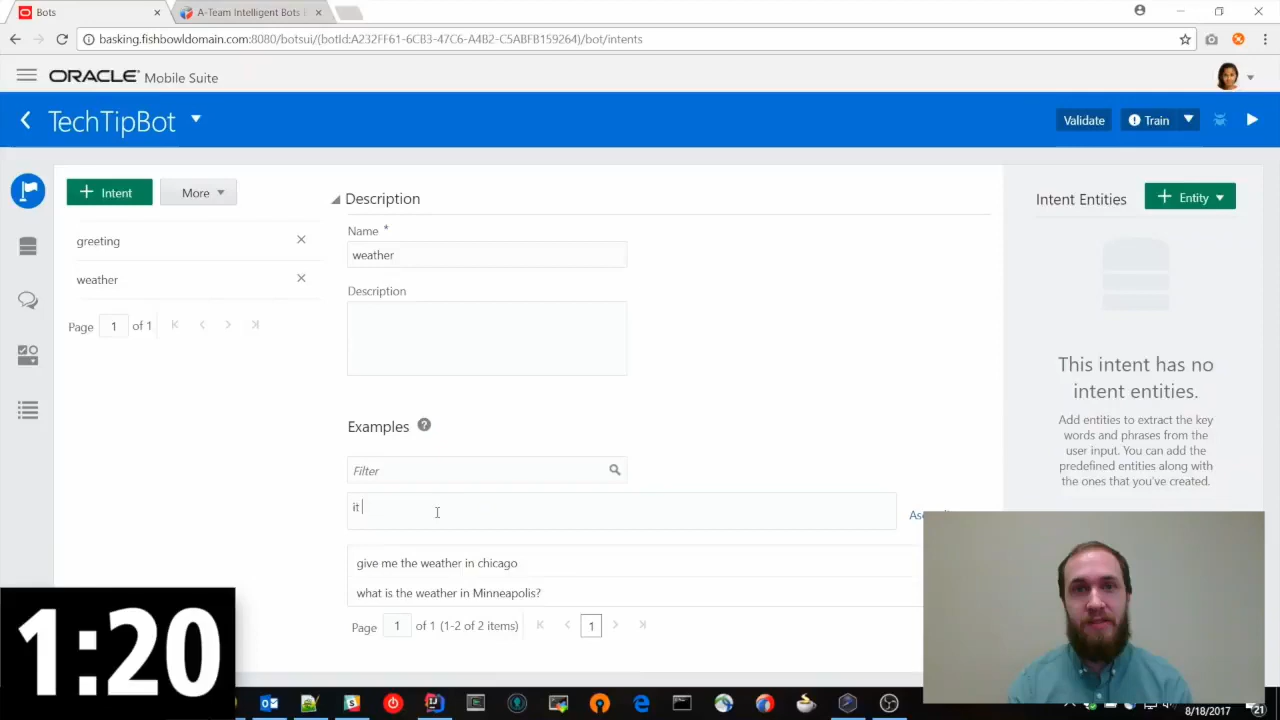 Bots
A-Team Intelligent Bots
basking.fishbowldomain.com:8080/botsui/(botId:A232FF61-6CB3-47C6-A4B2-C5ABFB159264)/bot/intents
ORACLE® Mobile Suite
TechTipBot
Validate
Train
Intent
More
greeting
weather
Page 1 of 1
Description
Name *
weather
Description
Examples
Filter
it
give me the weather in chicago
what is the weather in Minneapolis?
Page 1 of 1 (1-2 of 2 items) 1
Intent Entities
Entity
This intent has no
intent entities.
Add entities to extract the key
words and phrases from the
user input. You can add the
predefined entities along with
the ones that you've created.
1:20
8/18/2017
21